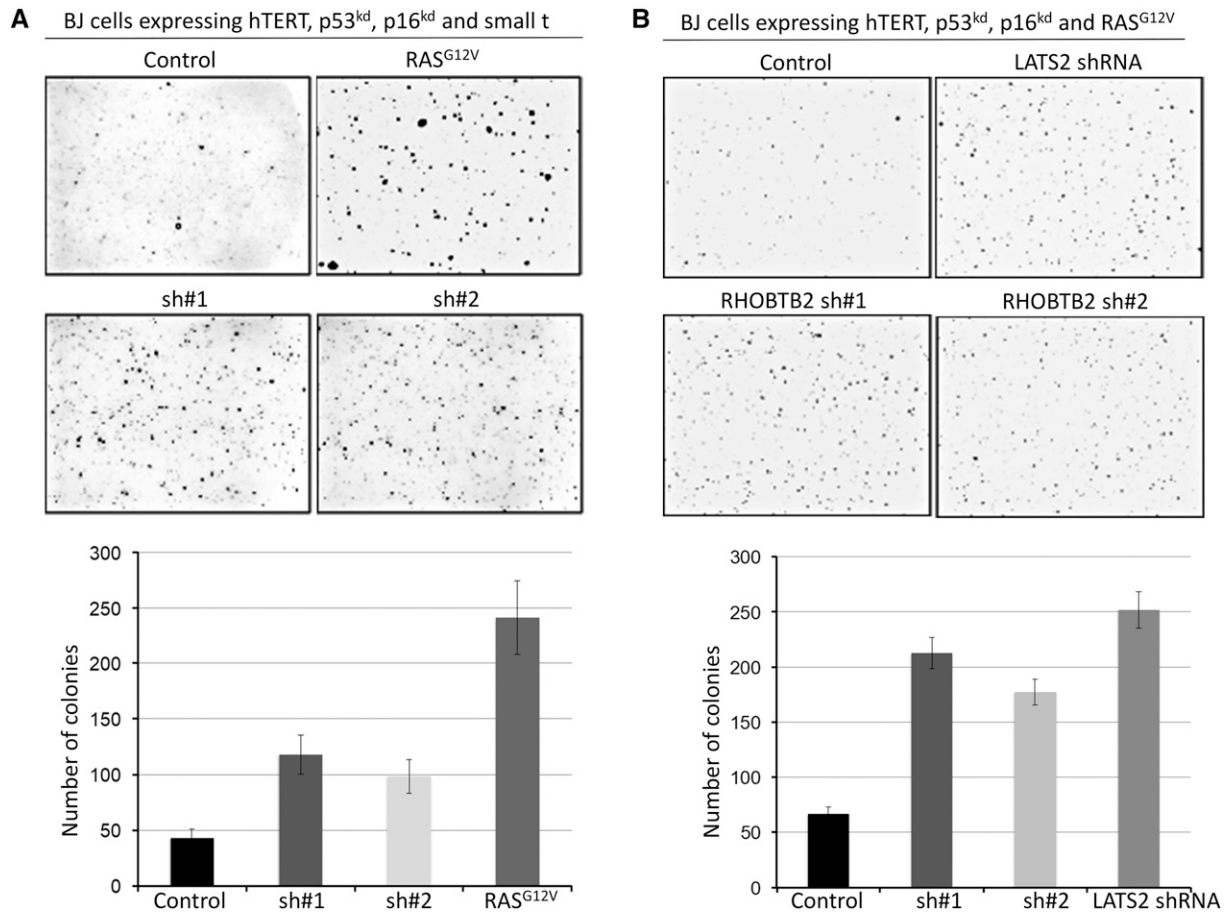 A BJ cells expressing hTERT, p53kd, p16kd and small t
Control RASG12V
sh#1 sh#2
300
250
200
150
100
50
0
Number of colonies
Control sh#1 sh#2 RASG12V
B BJ cells expressing hTERT, p53kd, p16kd and RASG12V
Control LATS2 shRNA
RHOBTB2 sh#1 RHOBTB2 sh#2
300
250
200
150
100
50
0
Number of colonies
Control sh#1 sh#2 LATS2 shRNA